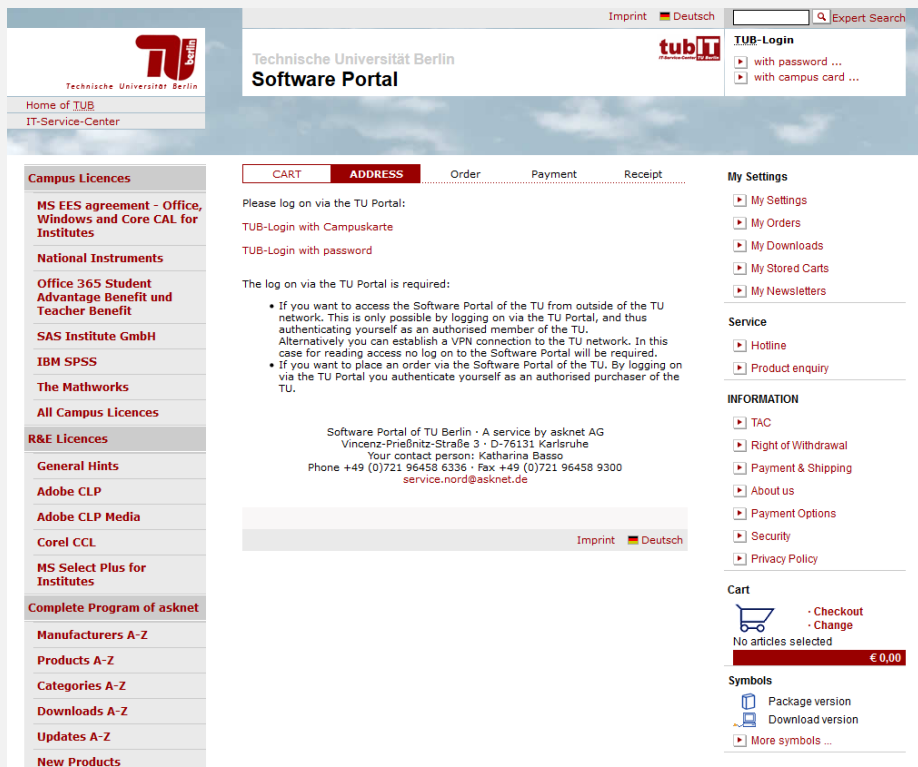 Imprint Deutsch
Expert Search
TUB-Login
with password ...
with campus card ...
berlin
Technische Universität Berlin
Home of TUB
IT-Service-Center
Technische Universität Berlin
Software Portal
tubIT
IT-Service-Center TU Berlin
Campus Licences
MS EES agreement - Office,
Windows and Core CAL for
Institutes
National Instruments
Office 365 Student
Advantage Benefit und
Teacher Benefit
SAS Institute GmbH
IBM SPSS
The Mathworks
All Campus Licences
R&E Licences
General Hints
Adobe CLP
Adobe CLP Media
Corel CCL
MS Select Plus for
Institutes
Complete Program of asknet
Manufacturers A-Z
Products A-Z
Categories A-Z
Downloads A-Z
Updates A-Z
New Products
CART ADDRESS Order Payment Receipt
Please log on via the TU Portal:
TUB-Login with Campuskarte
TUB-Login with password
The log on via the TU Portal is required:
• If you want to access the Software Portal of the TU from outside of the TU
network. This is only possible by logging on via the TU Portal, and thus
authenticating yourself as an authorised member of the TU.
Alternatively you can establish a VPN connection to the TU network. In this
case for reading access no log on to the Software Portal will be required.
• If you want to place an order via the Software Portal of the TU. By logging on
via the TU Portal you authenticate yourself as an authorised purchaser of the
TU.
Software Portal of TU Berlin · A service by asknet AG
Vincenz-Prießnitz-Straße 3 · D-76131 Karlsruhe
Your contact person: Katharina Basso
Phone +49 (0)721 96458 6336 · Fax +49 (0)721 96458 9300
service.nord@asknet.de
Imprint Deutsch
My Settings
My Settings
My Orders
My Downloads
My Stored Carts
My Newsletters
Service
Hotline
Product enquiry
INFORMATION
TAC
Right of Withdrawal
Payment & Shipping
About us
Payment Options
Security
Privacy Policy
Cart
· Checkout
· Change
No articles selected
€ 0,00
Symbols
Package version
Download version
More symbols ...